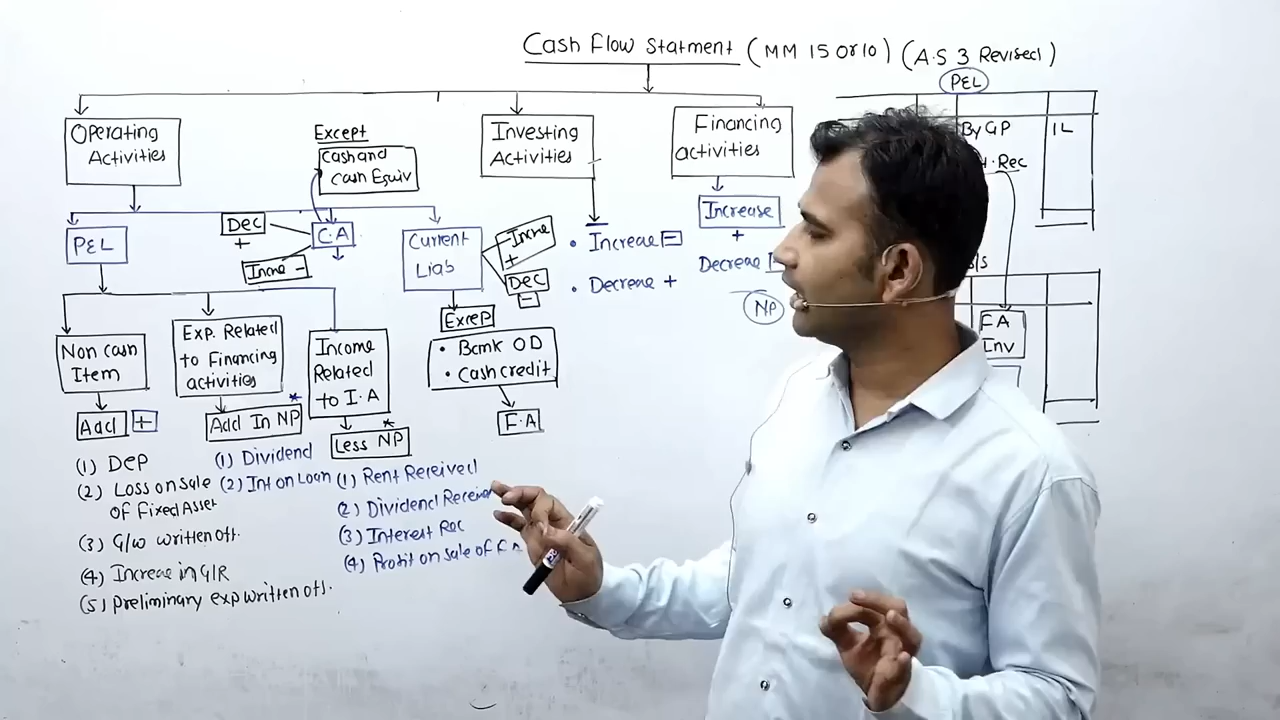 Cash Flow Statment (MM 15 Or 10) (A.S 3 Revised)
P&L
Operating
Activities
Except
Cash and
Cash Equiv
Investing
Activities
Financing
activities
By GP
IL
Rec
P&L
Dec
+
Incre -
C.A
Current
Liab
Incre
+
Dec
-
• Increae -
• Decreae +
Increase
+
Decreae
NP
FA
Inv
Non cash
Item
Exp. Related
to Financing
activities
Income
Related
to I.A
Excep
• Bank OD
• Cash credit
F.A
Add +
Add In NP *
Less NP *
(1) Dep
(2) Loss on sale
of Fixed Asset
(3) G/w written off.
(4) Increase in G/R
(5) Preliminary exp written off.
(1) Dividend
(2) Int on Loan
(1) Rent Received
(2) Dividend
(3) Interest Rec
(4) Profit on sale of F